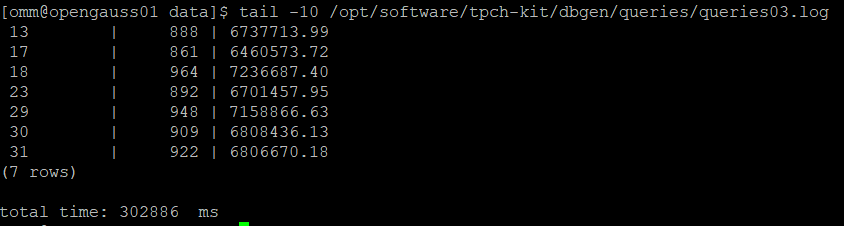 [omm@opengauss01 data]$ tail -10 /opt/software/tpch-kit/dbgen/queries/queries03.log
13 | 888 | 6737713.99
17 | 861 | 6460573.72
18 | 964 | 7236687.40
23 | 892 | 6701457.95
29 | 948 | 7158866.63
30 | 909 | 6808436.13
31 | 922 | 6806670.18
(7 rows)
total time: 302886 ms